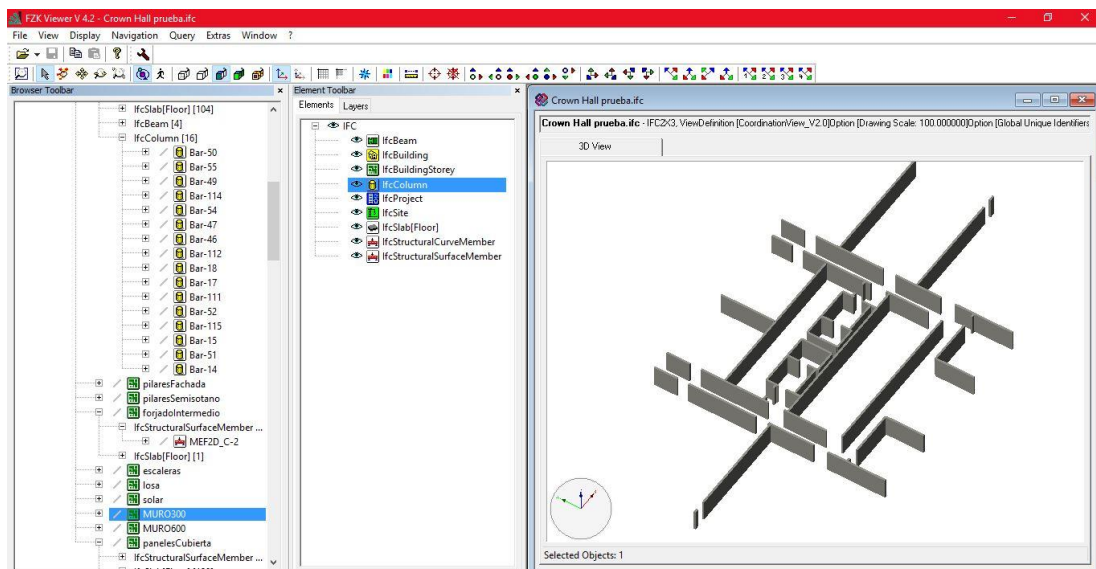 FZK Viewer V 4.2 - Crown Hall prueba.ifc
File View Display Navigation Query Extras Window ?
Browser Toolbar
IfcSlab[Floor] [104]
IfcBeam [4]
IfcColumn [16]
Bar-50
Bar-55
Bar-49
Bar-114
Bar-54
Bar-47
Bar-46
Bar-112
Bar-18
Bar-17
Bar-111
Bar-52
Bar-115
Bar-15
Bar-51
Bar-14
pilaresFachada
pilaresSemisotano
forjadoIntermedio
IfcStructuralSurfaceMember ...
MEF2D_C-2
IfcSlab[Floor] [1]
escaleras
losa
solar
MURO300
MURO600
panelesCubierta
IfcStructuralSurfaceMember ...
Element Toolbar
Elements Layers
IFC
IfcBeam
IfcBuilding
IfcBuildingStorey
IfcColumn
IfcProject
IfcSite
IfcSlab[Floor]
IfcStructuralCurveMember
IfcStructuralSurfaceMember
Crown Hall prueba.ifc
Crown Hall prueba.ifc - IFC2X3, ViewDefinition [CoordinationView_V2.0]Option [Drawing Scale: 100.000000]Option [Global Unique Identifiers
3D View
Selected Objects: 1